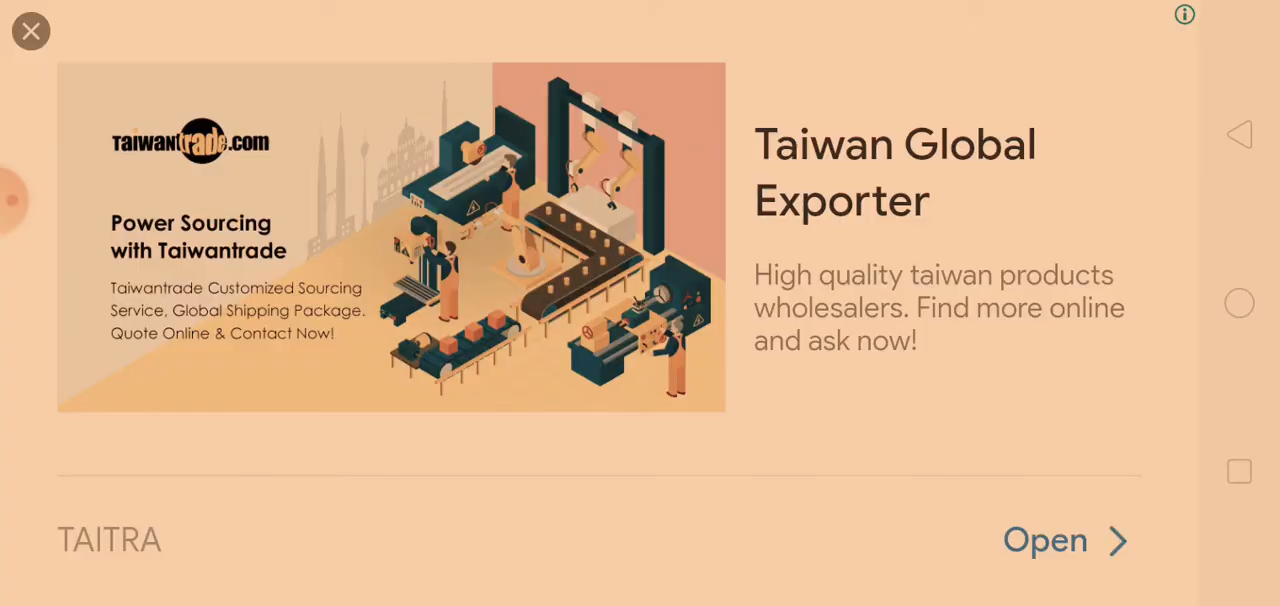 Taiwantrade.com
Power Sourcing
with Taiwantrade
Taiwantrade Customized Sourcing
Service, Global Shipping Package.
Quote Online & Contact Now!
Taiwan Global
Exporter
High quality taiwan products
wholesalers. Find more online
and ask now!
TAITRA
Open